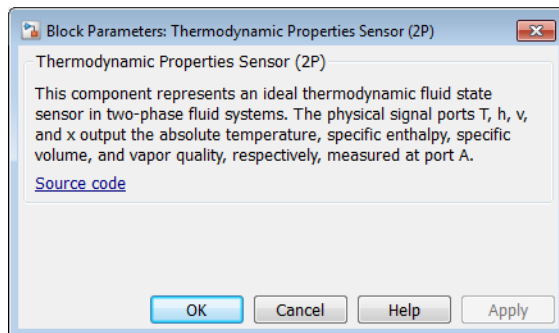 Block Parameters: Thermodynamic Properties Sensor (2P)
Thermodynamic Properties Sensor (2P)
This component represents an ideal thermodynamic fluid state
sensor in two-phase fluid systems. The physical signal ports T, h, v,
and x output the absolute temperature, specific enthalpy, specific
volume, and vapor quality, respectively, measured at port A.
Source code
OK Cancel Help Apply